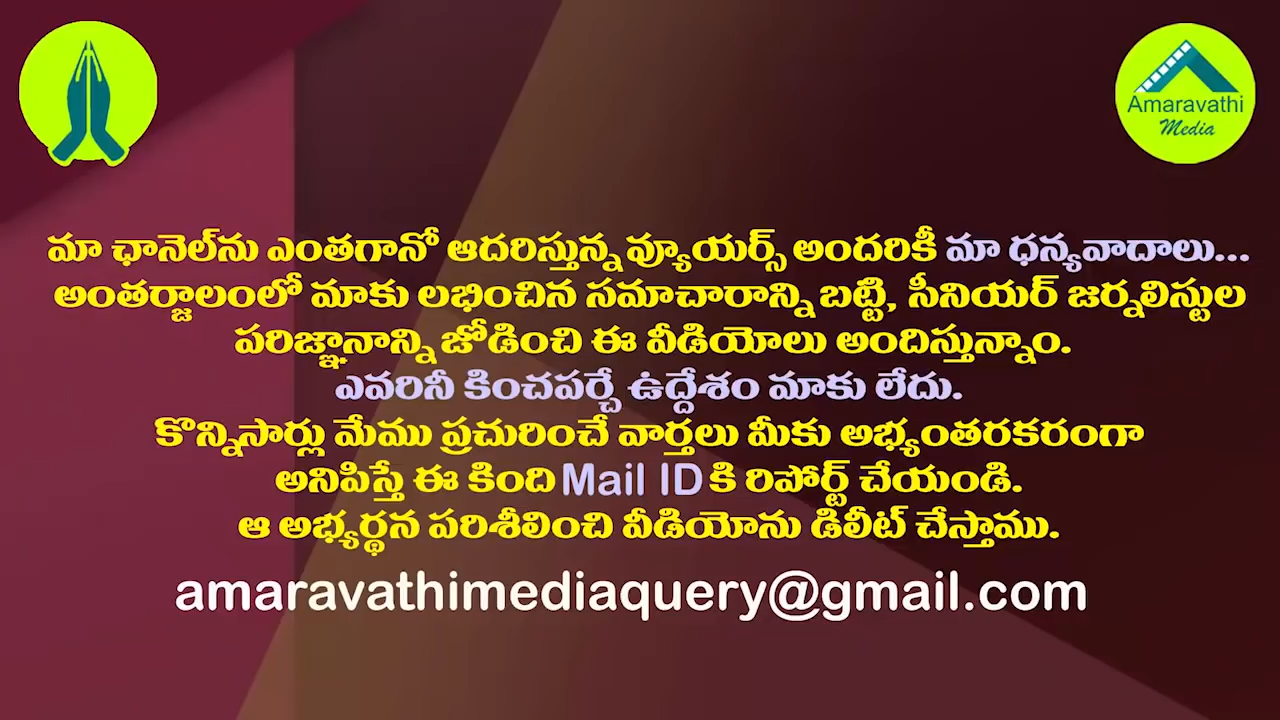 Amaravathi
Media
మా ఛానెల్‌ను ఎంతగానో ఆదరిస్తున్న వ్యూయర్స్ అందరికీ మా ధన్యవాదాలు...
అంతర్జాలంలో మాకు లభించిన సమాచారాన్ని బట్టి, సీనియర్ జర్నలిస్టుల
పరిజ్ఞానాన్ని జోడించి ఈ వీడియోలు అందిస్తున్నాం.
ఎవరినీ కించపర్చే ఉద్దేశం మాకు లేదు.
కొన్నిసార్లు మేము ప్రచురించే వార్తలు మీకు అభ్యంతరకరంగా
అనిపిస్తే ఈ కింది Mail ID కి రిపోర్ట్ చేయండి.
ఆ అభ్యర్థన పరిశీలించి వీడియోను డిలీట్ చేస్తాము.
amaravathimediaquery@gmail.com